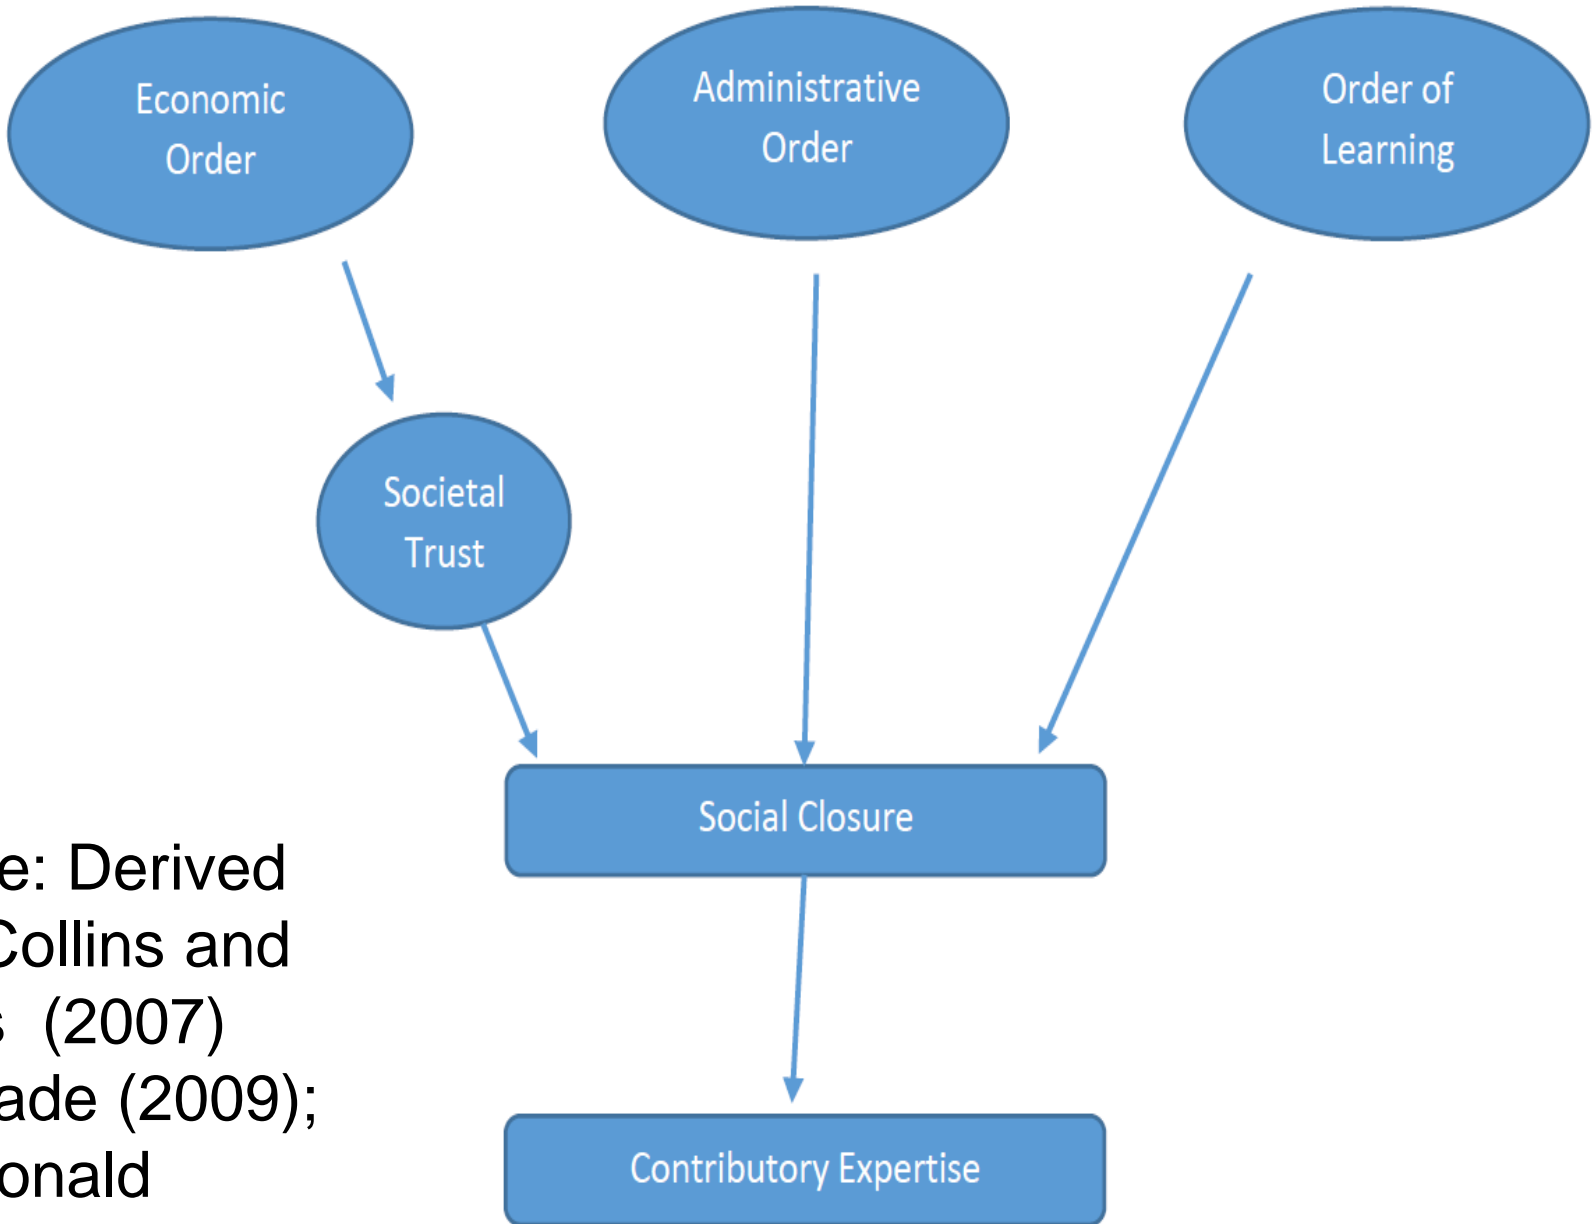 Economic
Order
Administrative
Order
Order of
Learning
Societal
Trust
Social Closure
Contributory Expertise
e: Derived
Collins and
s (2007)
ade (2009);
onald